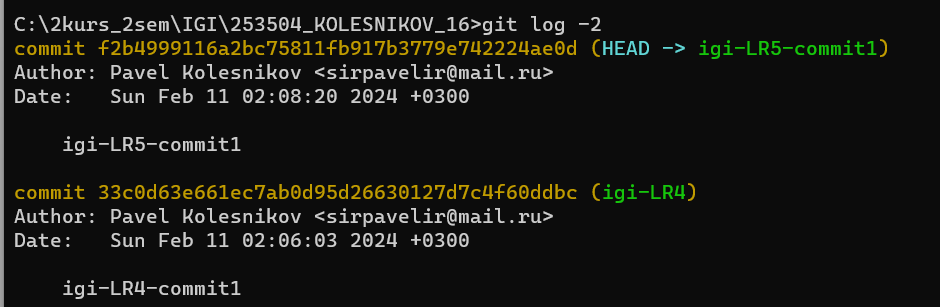 C:\2kurs_2sem\IGI\253504_KOLESNIKOV_16>git log -2
commit f2b4999116a2bc75811fb917b3779e742224ae0d (HEAD -> igi-LR5-commit1)
Author: Pavel Kolesnikov <sirpavelir@mail.ru>
Date:   Sun Feb 11 02:08:20 2024 +0300
    igi-LR5-commit1
commit 33c0d63e661ec7ab0d95d26630127d7c4f60ddbc (igi-LR4)
Author: Pavel Kolesnikov <sirpavelir@mail.ru>
Date:   Sun Feb 11 02:06:03 2024 +0300
    igi-LR4-commit1